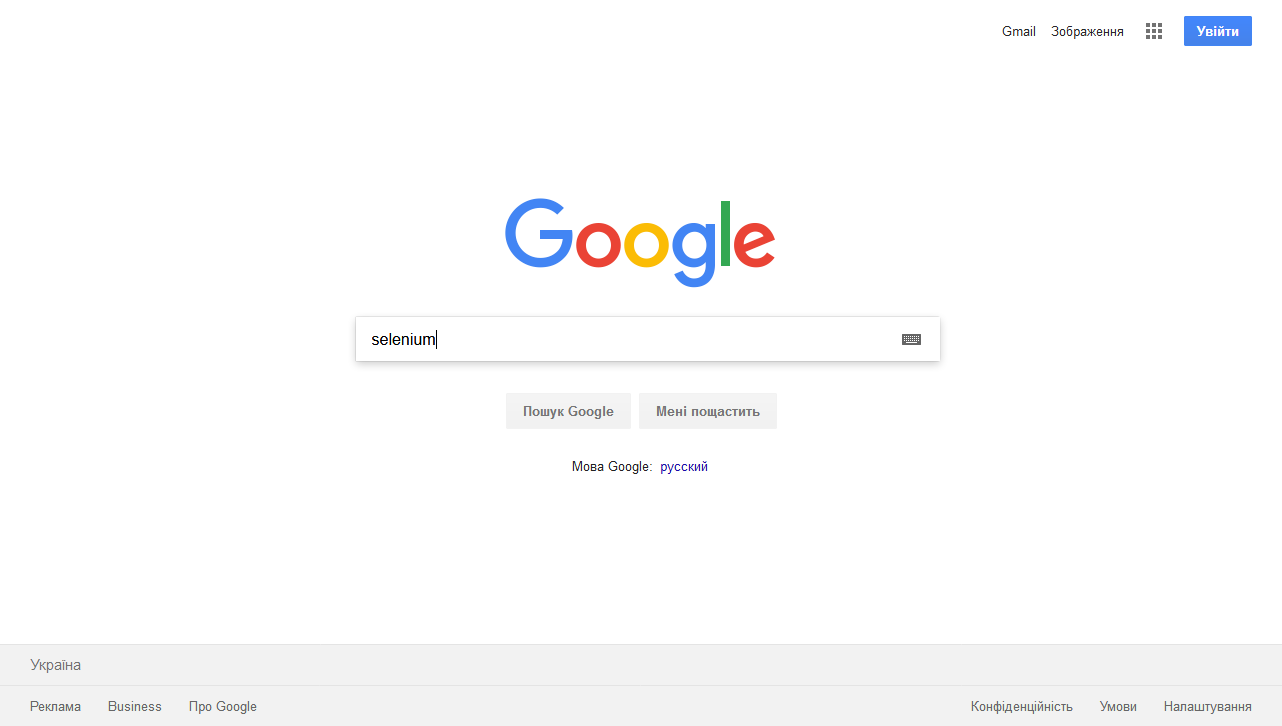 Gmail Зображення Увійти
Google
selenium
Пошук Google Мені пощастить
Мова Google: русский
Україна
Реклама Business Про Google Конфіденційність Умови Налаштування